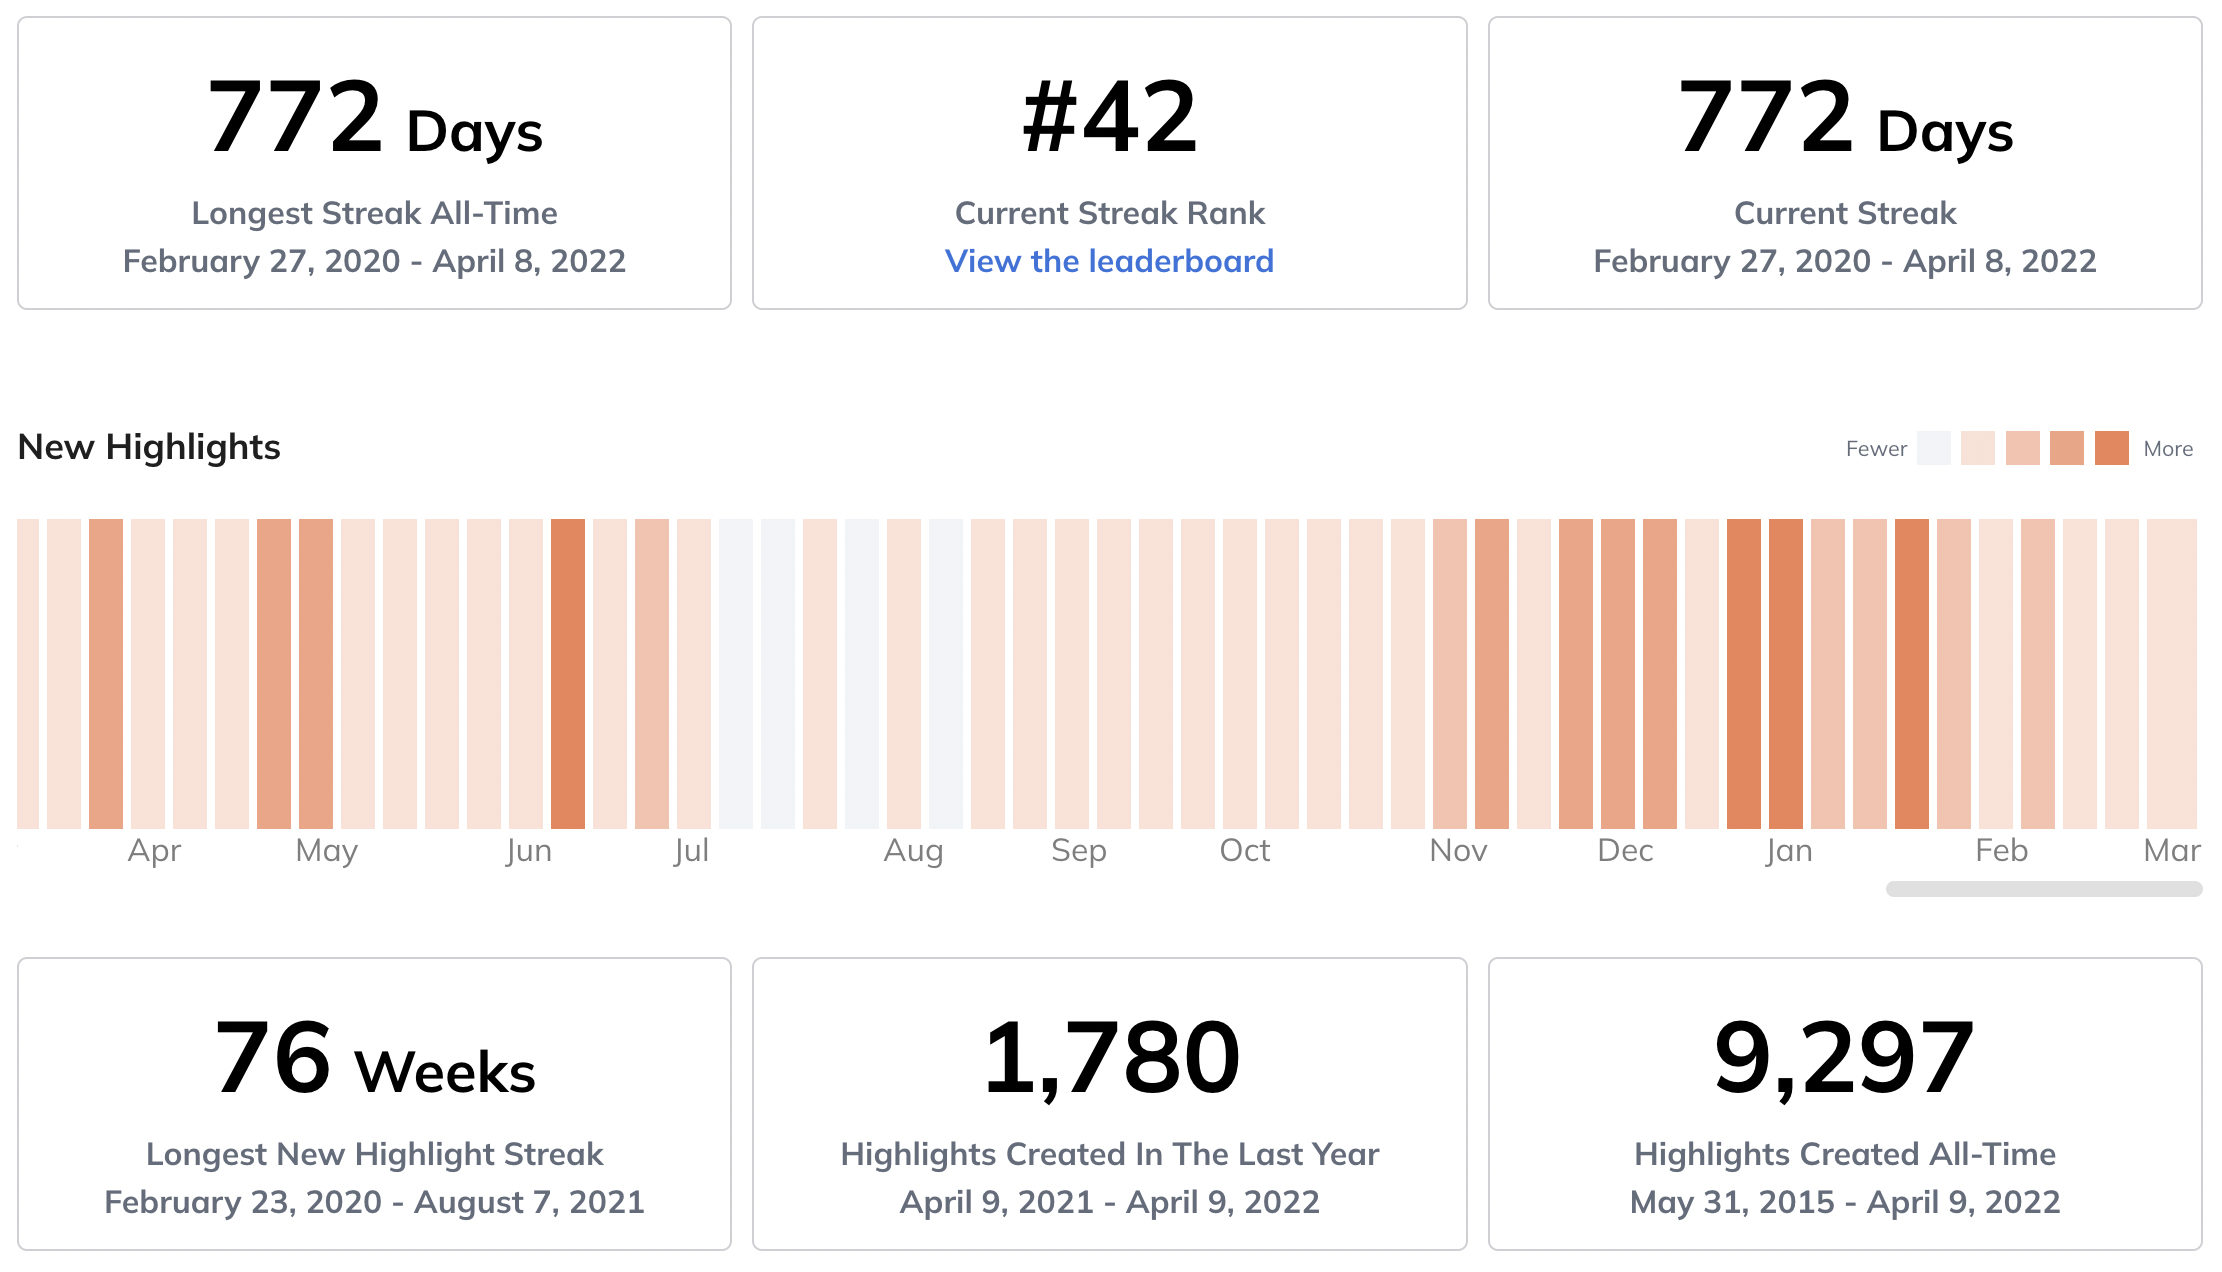 772 Days
Longest Streak All-Time
February 27, 2020 - April 8, 2022
#42
Current Streak Rank
View the leaderboard
772 Days
Current Streak
February 27, 2020 - April 8, 2022
New Highlights
Fewer More
Apr May Jun Jul Aug Sep Oct Nov Dec Jan Feb Mar
76 Weeks
Longest New Highlight Streak
February 23, 2020 - August 7, 2021
1,780
Highlights Created In The Last Year
April 9, 2021 - April 9, 2022
9,297
Highlights Created All-Time
May 31, 2015 - April 9, 2022